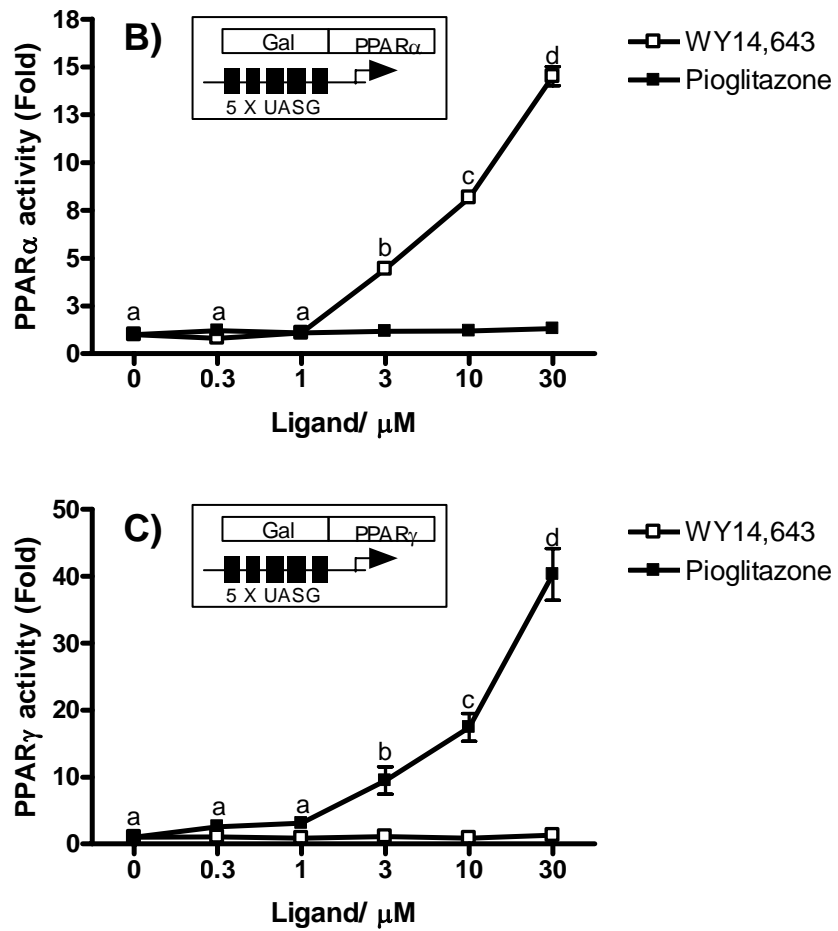 B)
Gal PPARα
5 X UASG
WY14,643
Pioglitazone
PPARα activity (Fold)
18
15
13
10
8
5
3
0
a a a b c d
0 0.3 1 3 10 30
Ligand/ μM
C)
Gal PPARγ
5 X UASG
WY14,643
Pioglitazone
PPARγ activity (Fold)
50
40
30
20
10
0
a a a b c d
0 0.3 1 3 10 30
Ligand/ μM